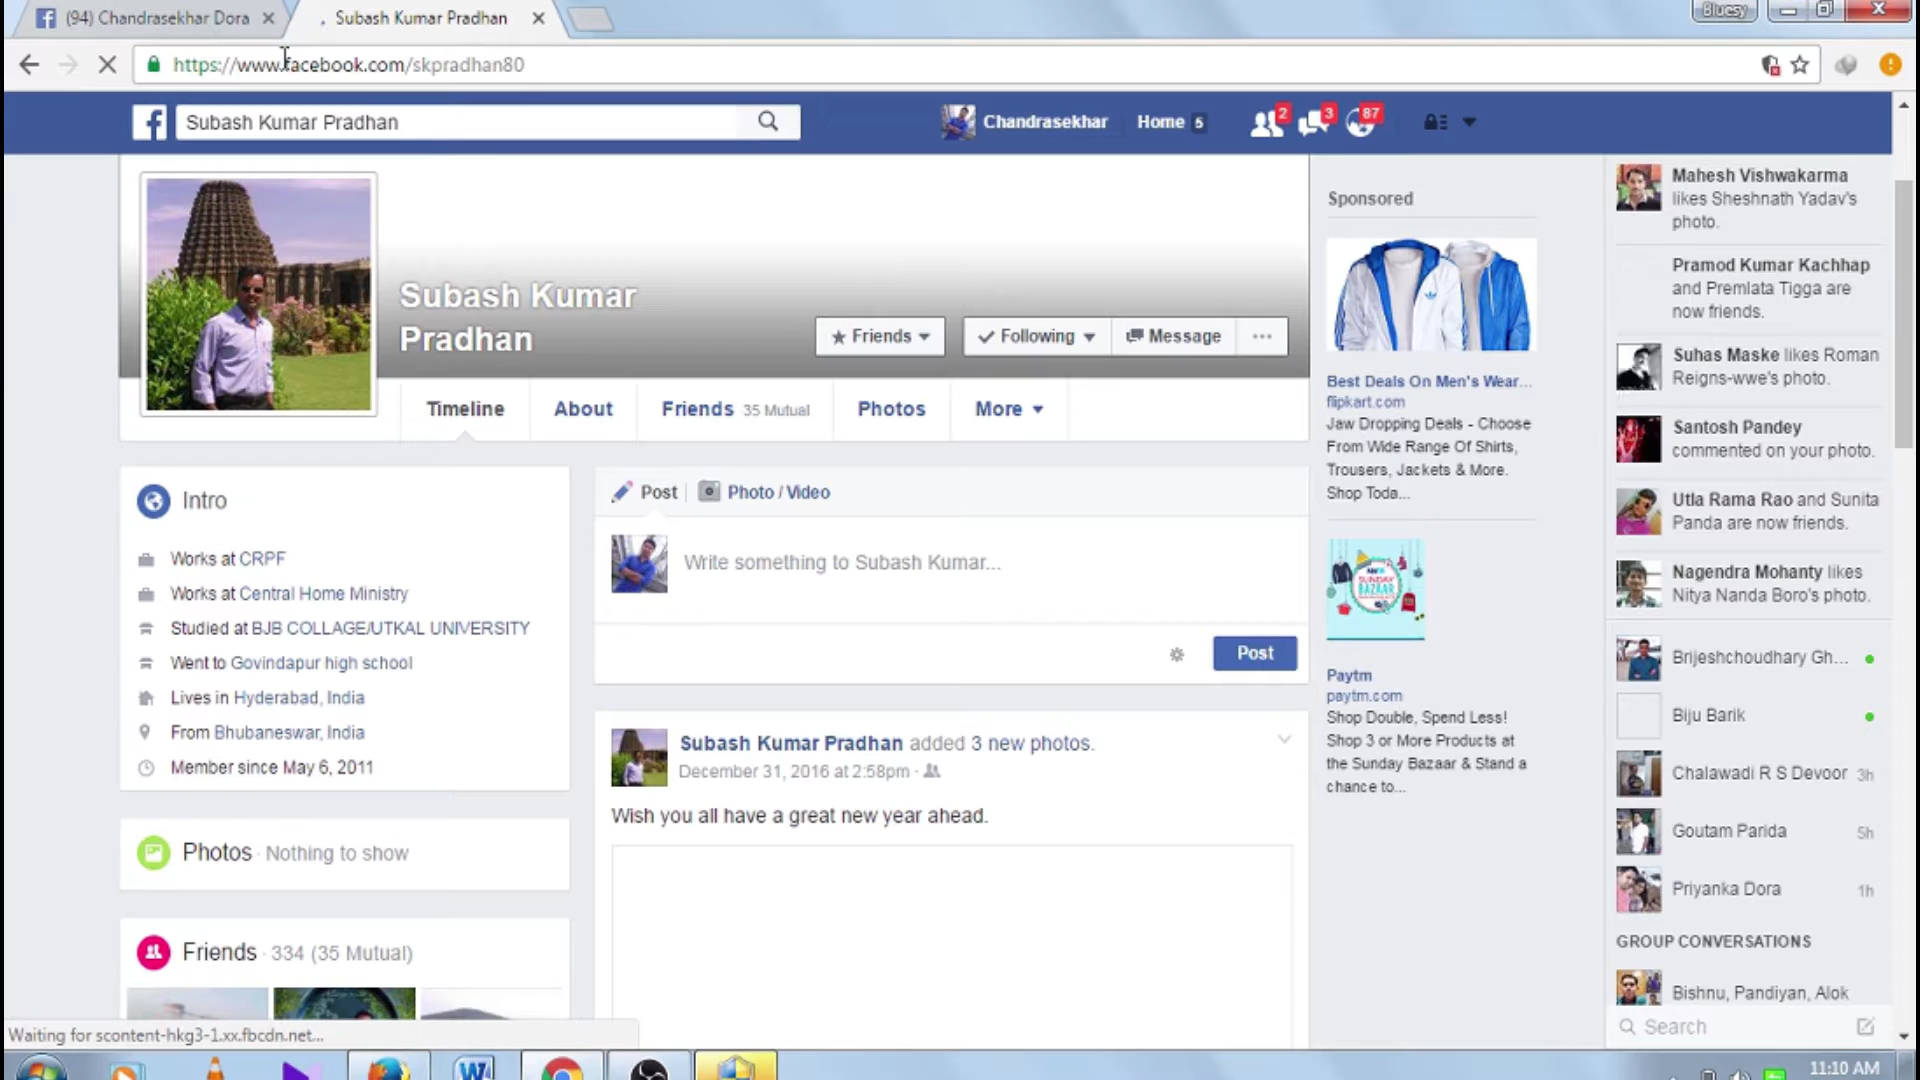 (94) Chandrasekhar Dora
Subash Kumar Pradhan
Bluesy
https://www.facebook.com/skpradhan80
Subash Kumar Pradhan
Chandrasekhar
Home 5
2
3
87
Subash Kumar
Pradhan
Friends
Following
Message
Timeline
About
Friends 35 Mutual
Photos
More
Intro
Works at CRPF
Works at Central Home Ministry
Studied at BJB COLLAGE/UTKAL UNIVERSITY
Went to Govindapur high school
Lives in Hyderabad, India
From Bhubaneswar, India
Member since May 6, 2011
Photos · Nothing to show
Friends · 334 (35 Mutual)
Post
Photo / Video
Write something to Subash Kumar...
Post
Subash Kumar Pradhan added 3 new photos.
December 31, 2016 at 2:58pm ·
Wish you all have a great new year ahead.
Sponsored
Best Deals On Men's Wear...
flipkart.com
Jaw Dropping Deals - Choose
From Wide Range Of Shirts,
Trousers, Jackets & More.
Shop Toda...
SUNDAY
BAZAAR
Paytm
paytm.com
Shop Double, Spend Less!
Shop 3 or More Products at
the Sunday Bazaar & Stand a
chance to...
Mahesh Vishwakarma
likes Sheshnath Yadav's
photo.
Pramod Kumar Kachhap
and Premlata Tigga are
now friends.
Suhas Maske likes Roman
Reigns-wwe's photo.
Santosh Pandey
commented on your photo.
Utla Rama Rao and Sunita
Panda are now friends.
Nagendra Mohanty likes
Nitya Nanda Boro's photo.
Brijeshchoudhary Gh...
Biju Barik
Chalawadi R S Devoor 3h
Goutam Parida 5h
Priyanka Dora 1h
GROUP CONVERSATIONS
Bishnu, Pandiyan, Alok
Search
Waiting for scontent-hkg3-1.xx.fbcdn.net...
11:10 AM